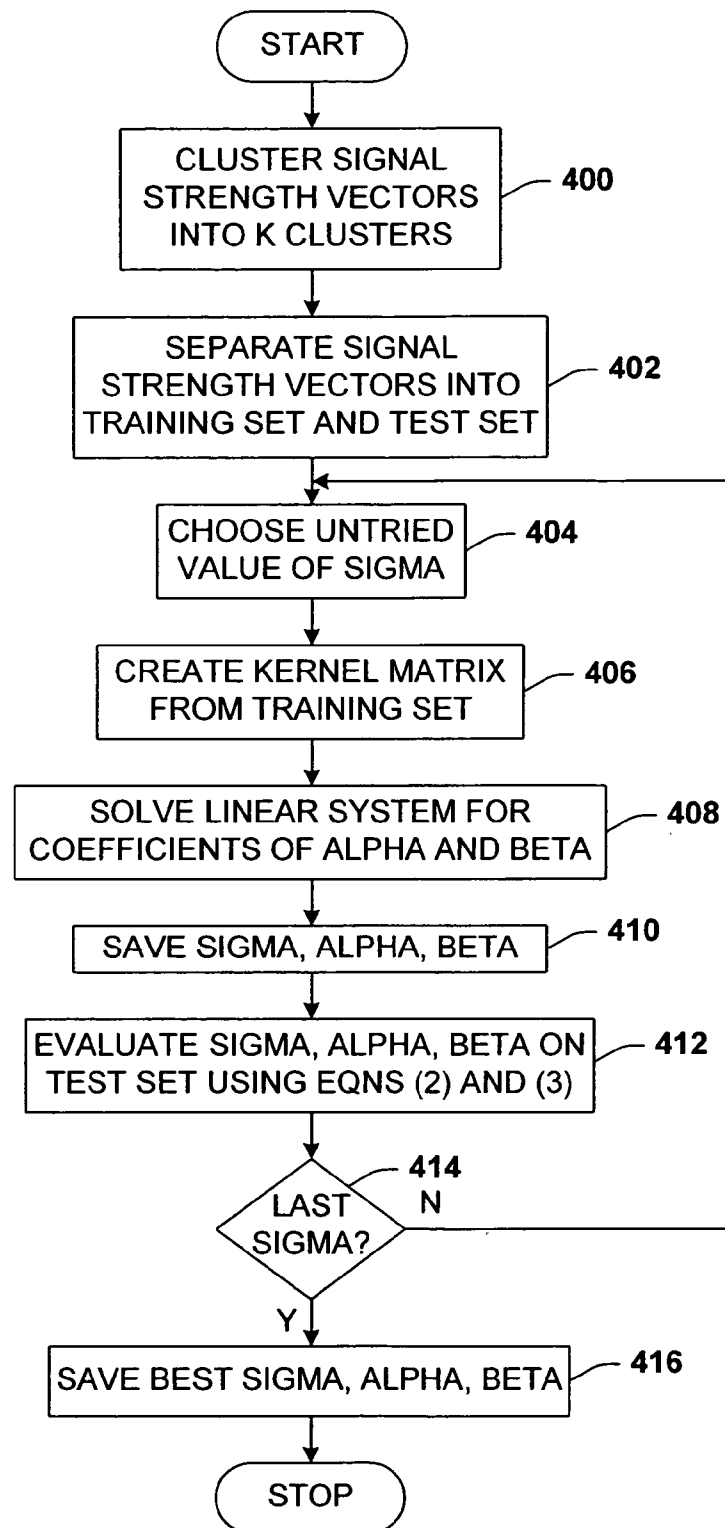 START
CLUSTER SIGNAL
STRENGTH VECTORS
INTO K CLUSTERS
400
SEPARATE SIGNAL
STRENGTH VECTORS INTO
TRAINING SET AND TEST SET
402
CHOOSE UNTRIED
VALUE OF SIGMA
404
CREATE KERNEL MATRIX
FROM TRAINING SET
406
SOLVE LINEAR SYSTEM FOR
COEFFICIENTS OF ALPHA AND BETA
408
SAVE SIGMA, ALPHA, BETA
410
EVALUATE SIGMA, ALPHA, BETA ON
TEST SET USING EQNS (2) AND (3)
412
LAST
SIGMA?
414
N
Y
SAVE BEST SIGMA, ALPHA, BETA
416
STOP